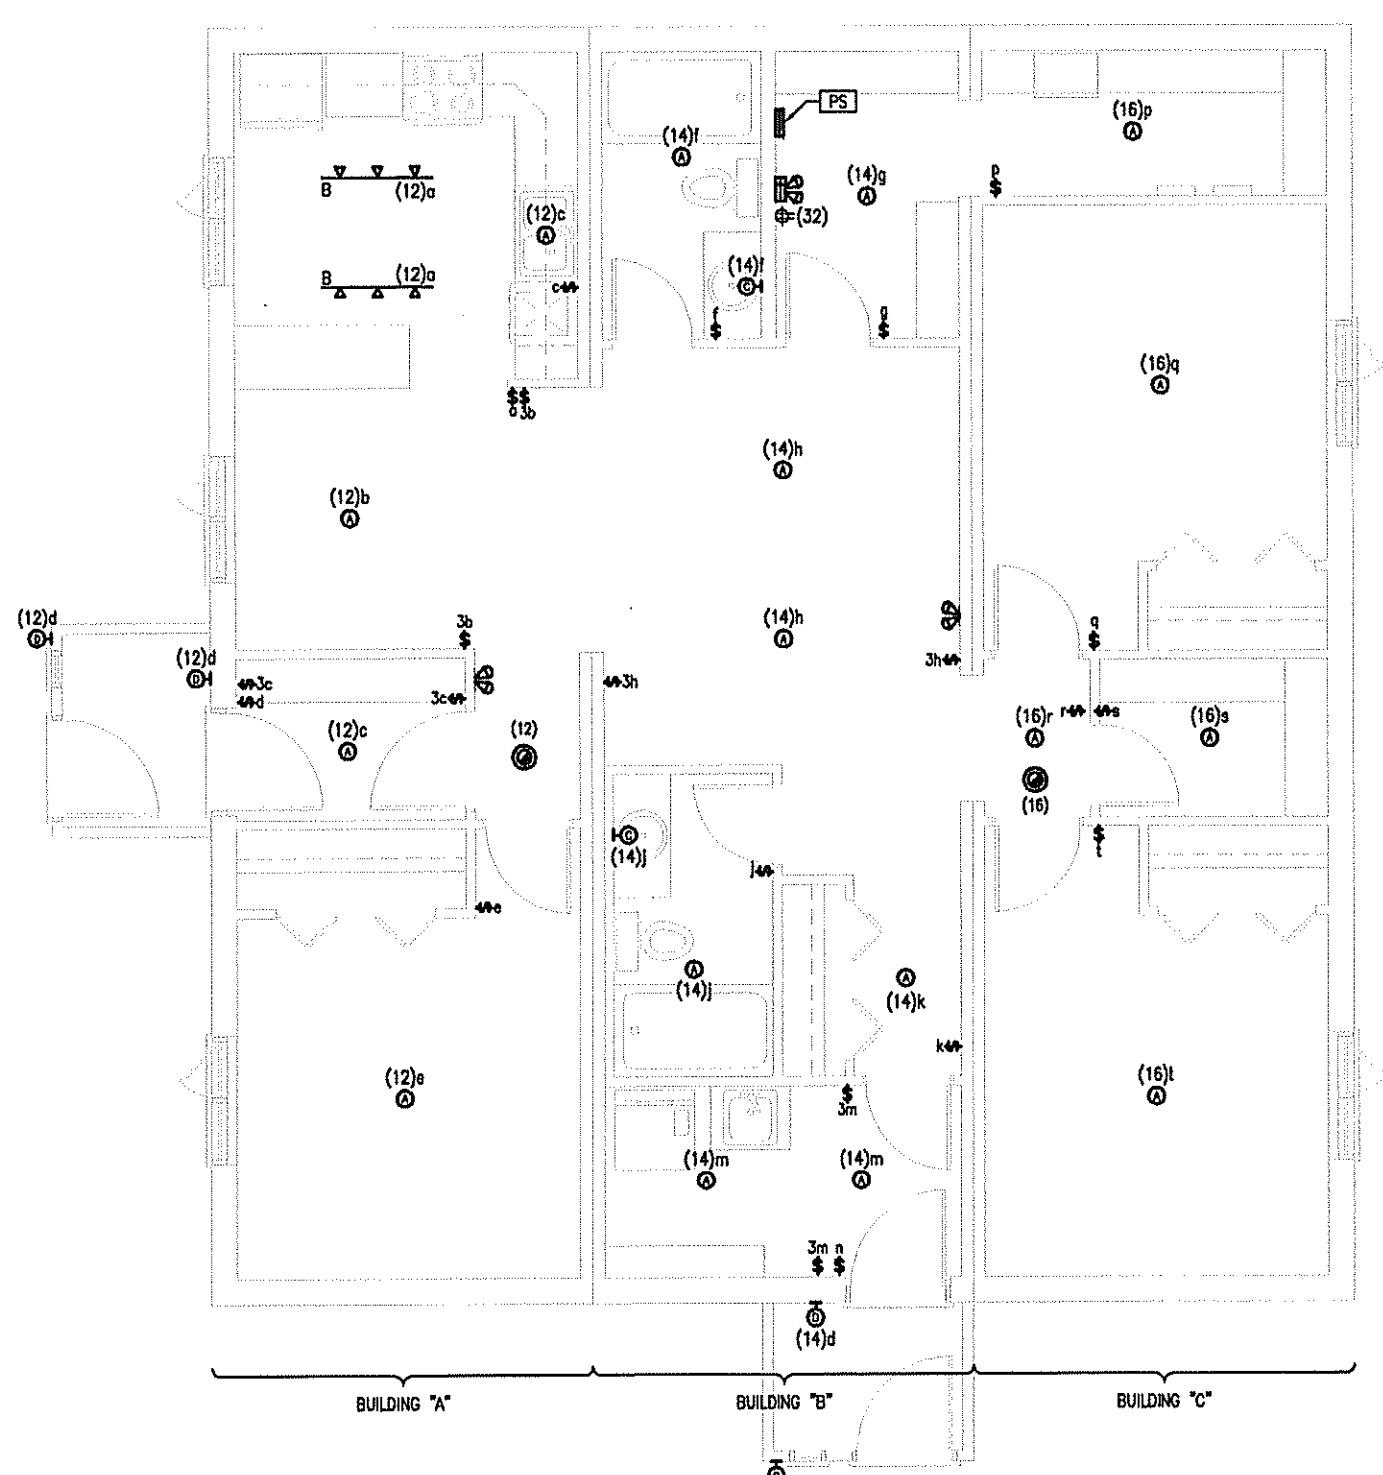 PS
(16)p
A
(14)f
A
(14)g
A
p
$
B
(12)a
(32)
(12)c
A
B
(12)a
c$
(14)f
C
f
$
g
$
(16)q
A
$$
a 3b
(14)h
A
(12)b
A
(12)d
D
3b
$
(14)h
A
q
$
(12)d
D
3h$
$3c
$d
3c$
$3h
(12)c
A
(12)
(16)r
A
r$
$s
(16)s
A
(16)
C
(14)j
j$
$
t
$e
A
(14)j
A
(14)k
k$
(12)e
A
(16)t
A
$
3m
(14)m
A
(14)m
A
3m n
$ $
D
(14)d
BUILDING "A"
BUILDING "B"
BUILDING "C"